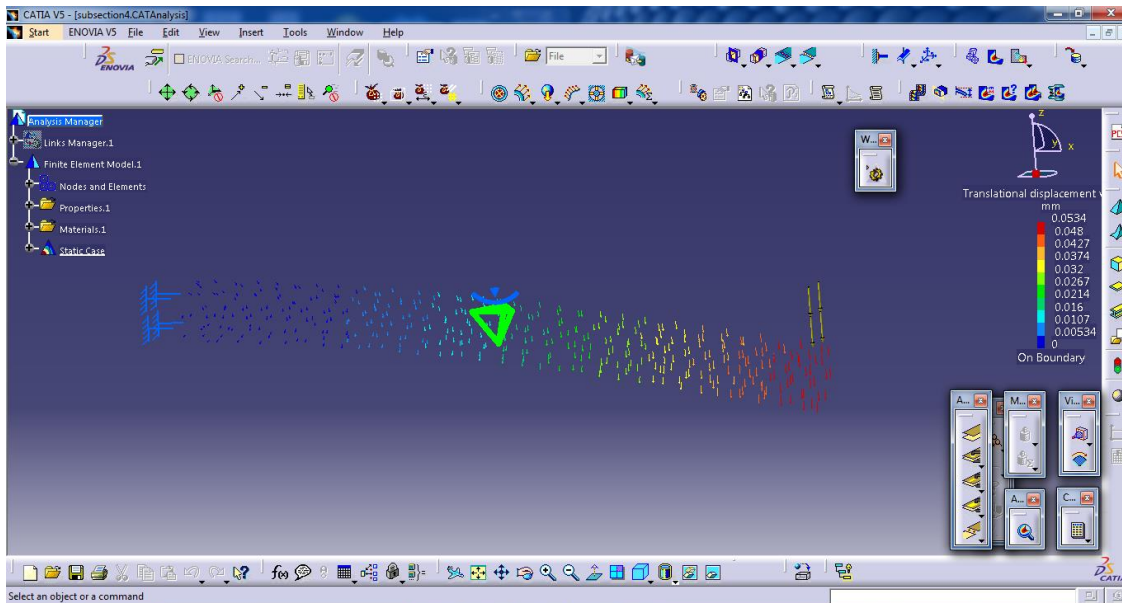 CATIA V5 - [subsection4.CATAnalysis]
Start ENOVIA V5 File Edit View Insert Tools Window Help
ENOVIA
ENOVIA Search... File
Analysis Manager
W...
z
Links Manager.1
y x
Finite Element Model.1
Nodes and Elements
Translational displacement v
mm
Properties.1
0.0534
0.048
Materials.1
0.0427
0.0374
Static Case
0.032
0.0267
0.0214
0.016
0.0107
0.00534
0
On Boundary
A... M... Vi...
A... C...
f(x)
CATIA
Select an object or a command